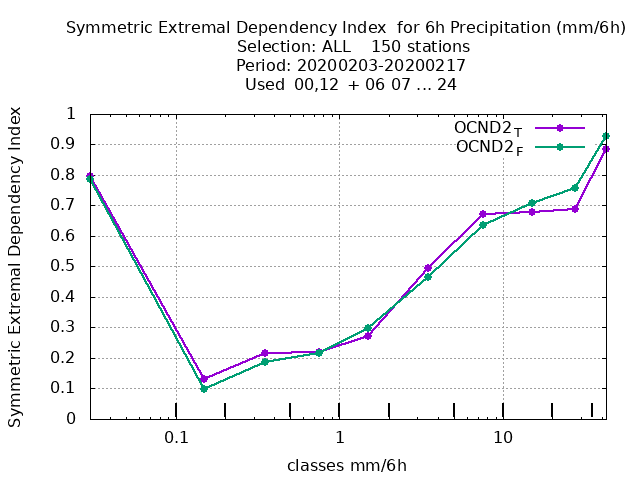 Symmetric Extremal Dependency Index  for 6h Precipitation (mm/6h)
Selection: ALL    150 stations
Period: 20200203-20200217
Used  00,12  + 06 07 ... 24
Symmetric Extremal Dependency Index
1
0.9
0.8
0.7
0.6
0.5
0.4
0.3
0.2
0.1
0
OCND2T
OCND2F
0.1 1 10
classes mm/6h